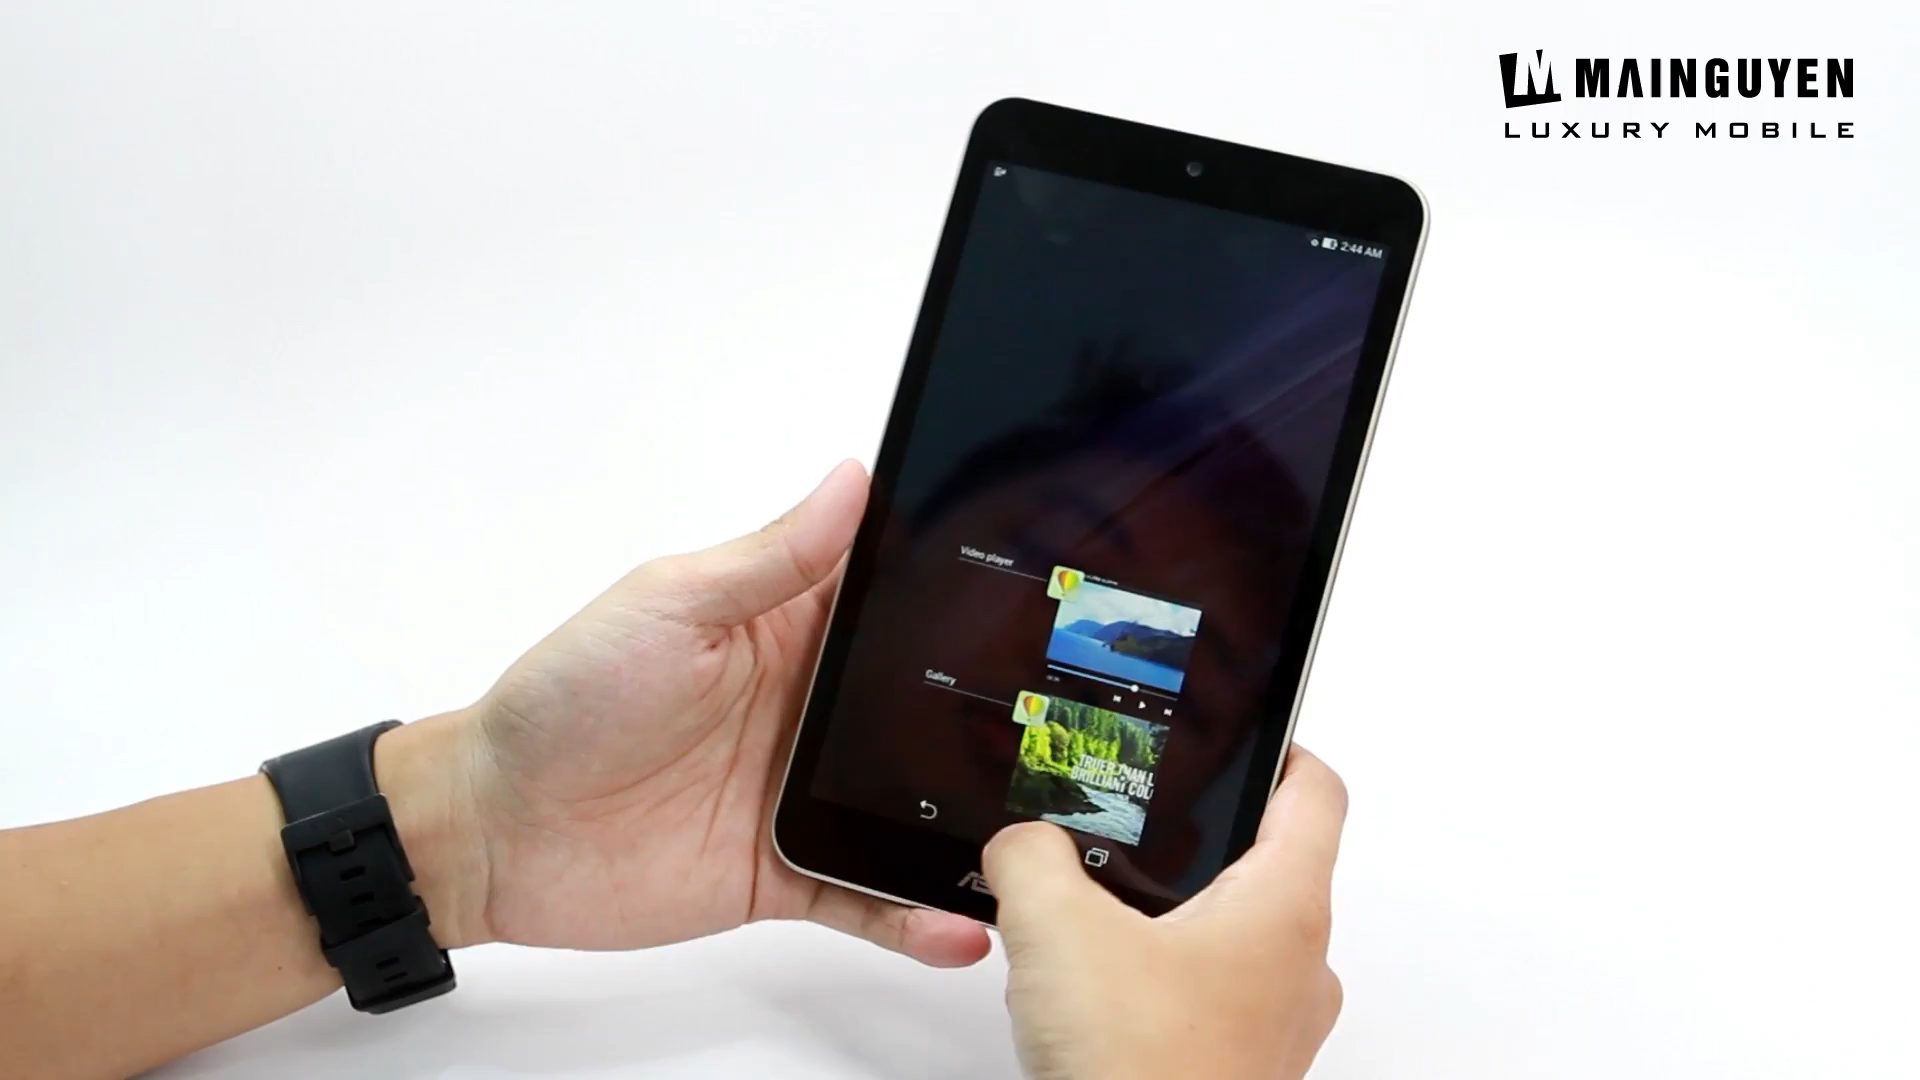 MAINGUYEN
LUXURY MOBILE
2:44 AM
Video player
Gallery
TRUER THAN L
BRILLIANT COL